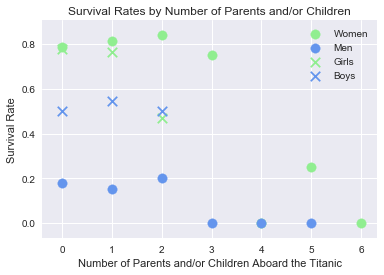 Survival Rates by Number of Parents and/or Children
Women
Men
Girls
Boys
Survival Rate
0.8
0.6
0.4
0.2
0.0
0 1 2 3 4 5 6
Number of Parents and/or Children Aboard the Titanic